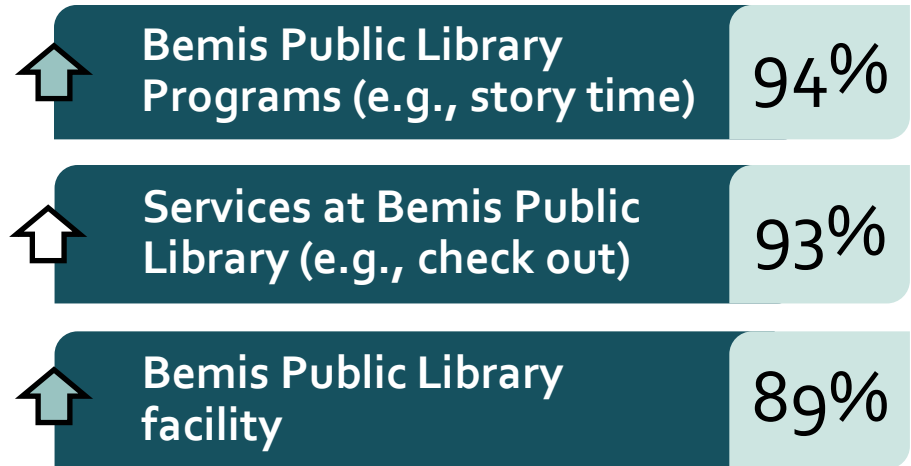 Bemis Public Library
Programs (e.g., story time)
94%
Services at Bemis Public
Library (e.g., check out)
93%
Bemis Public Library
facility
89%